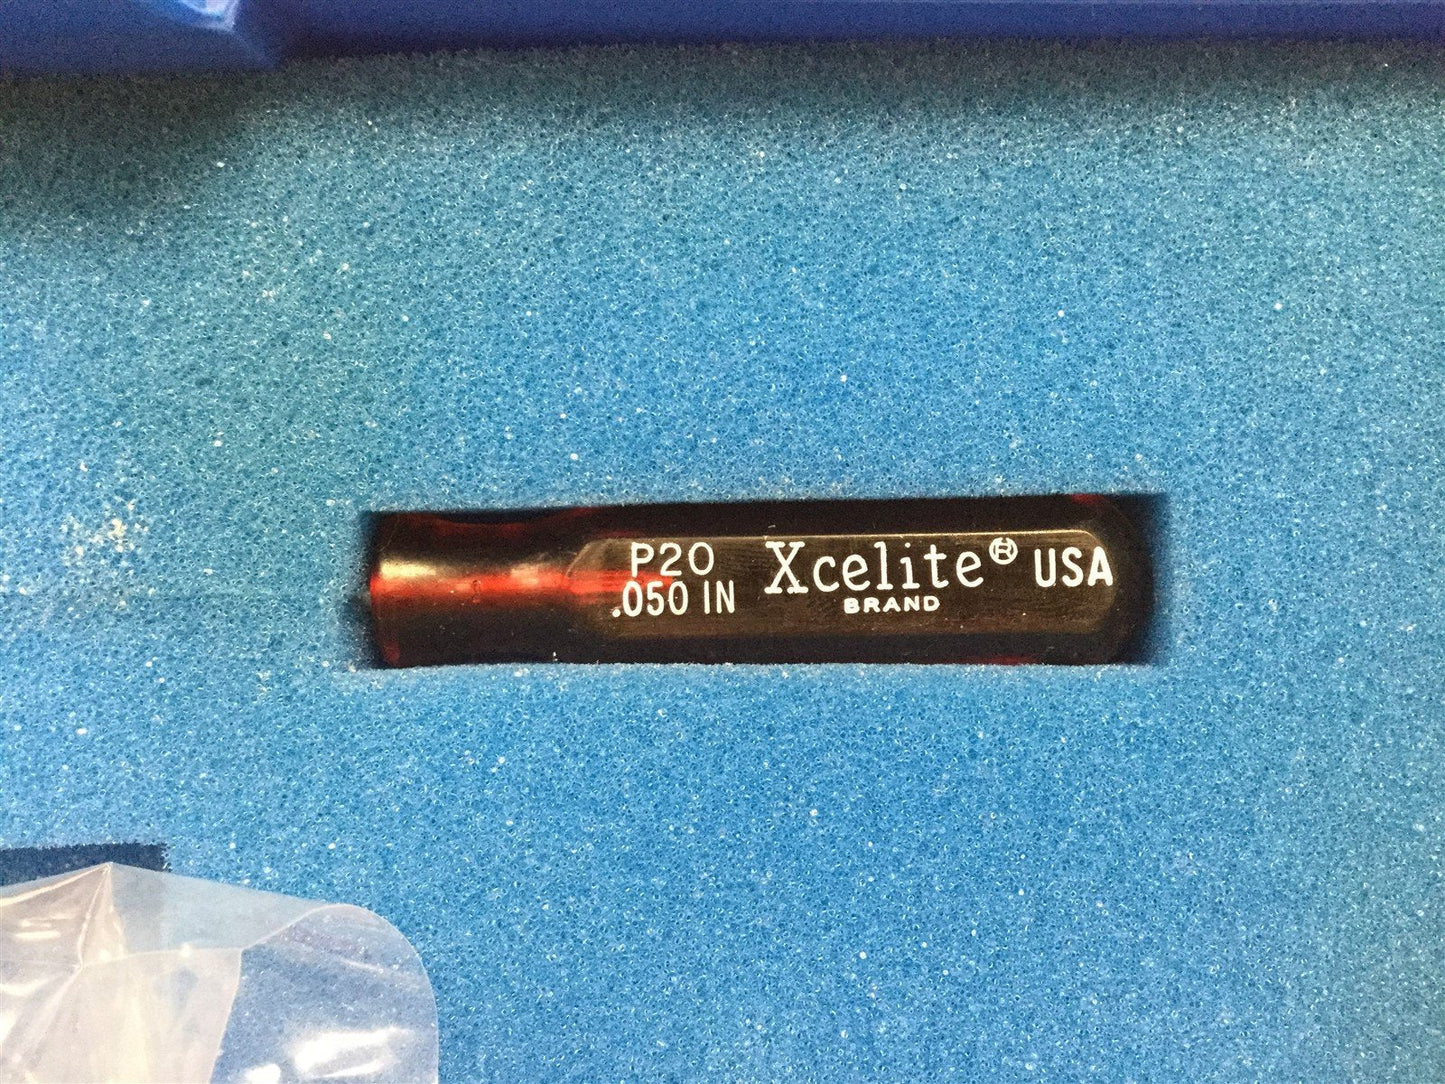 P20
.050 IN
Xcelite® USA
BRAND